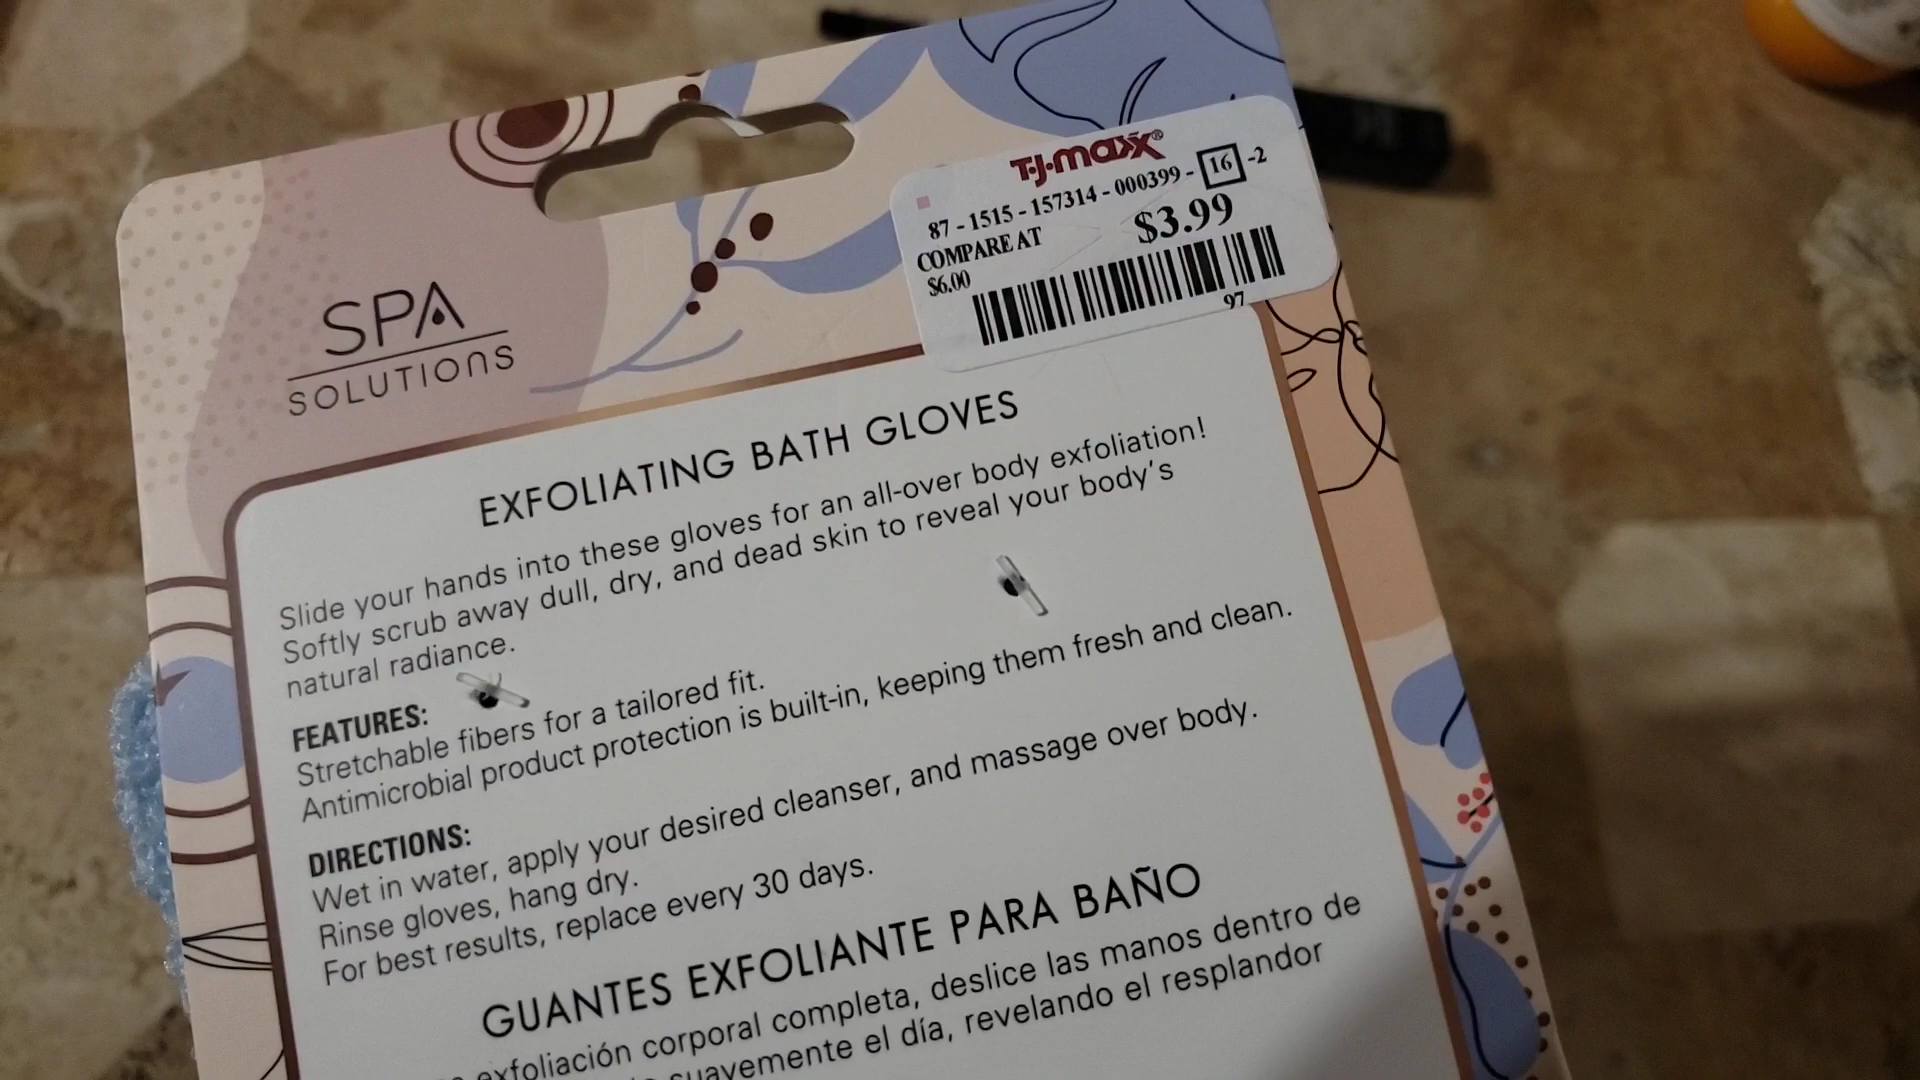 T·J·maxx®
87 - 1515 - 157314 - 000399 - 16 -2
COMPARE AT $3.99
$6.00
97
SPA
SOLUTIONS
EXFOLIATING BATH GLOVES
Slide your hands into these gloves for an all-over body exfoliation!
Softly scrub away dull, dry, and dead skin to reveal your body's
natural radiance.
FEATURES:
Stretchable fibers for a tailored fit.
Antimicrobial product protection is built-in, keeping them fresh and clean.
DIRECTIONS:
Wet in water, apply your desired cleanser, and massage over body.
Rinse gloves, hang dry.
For best results, replace every 30 days.
GUANTES EXFOLIANTE PARA BAÑO
exfoliación corporal completa, deslice las manos dentro de
suavemente el día, revelando el resplandor